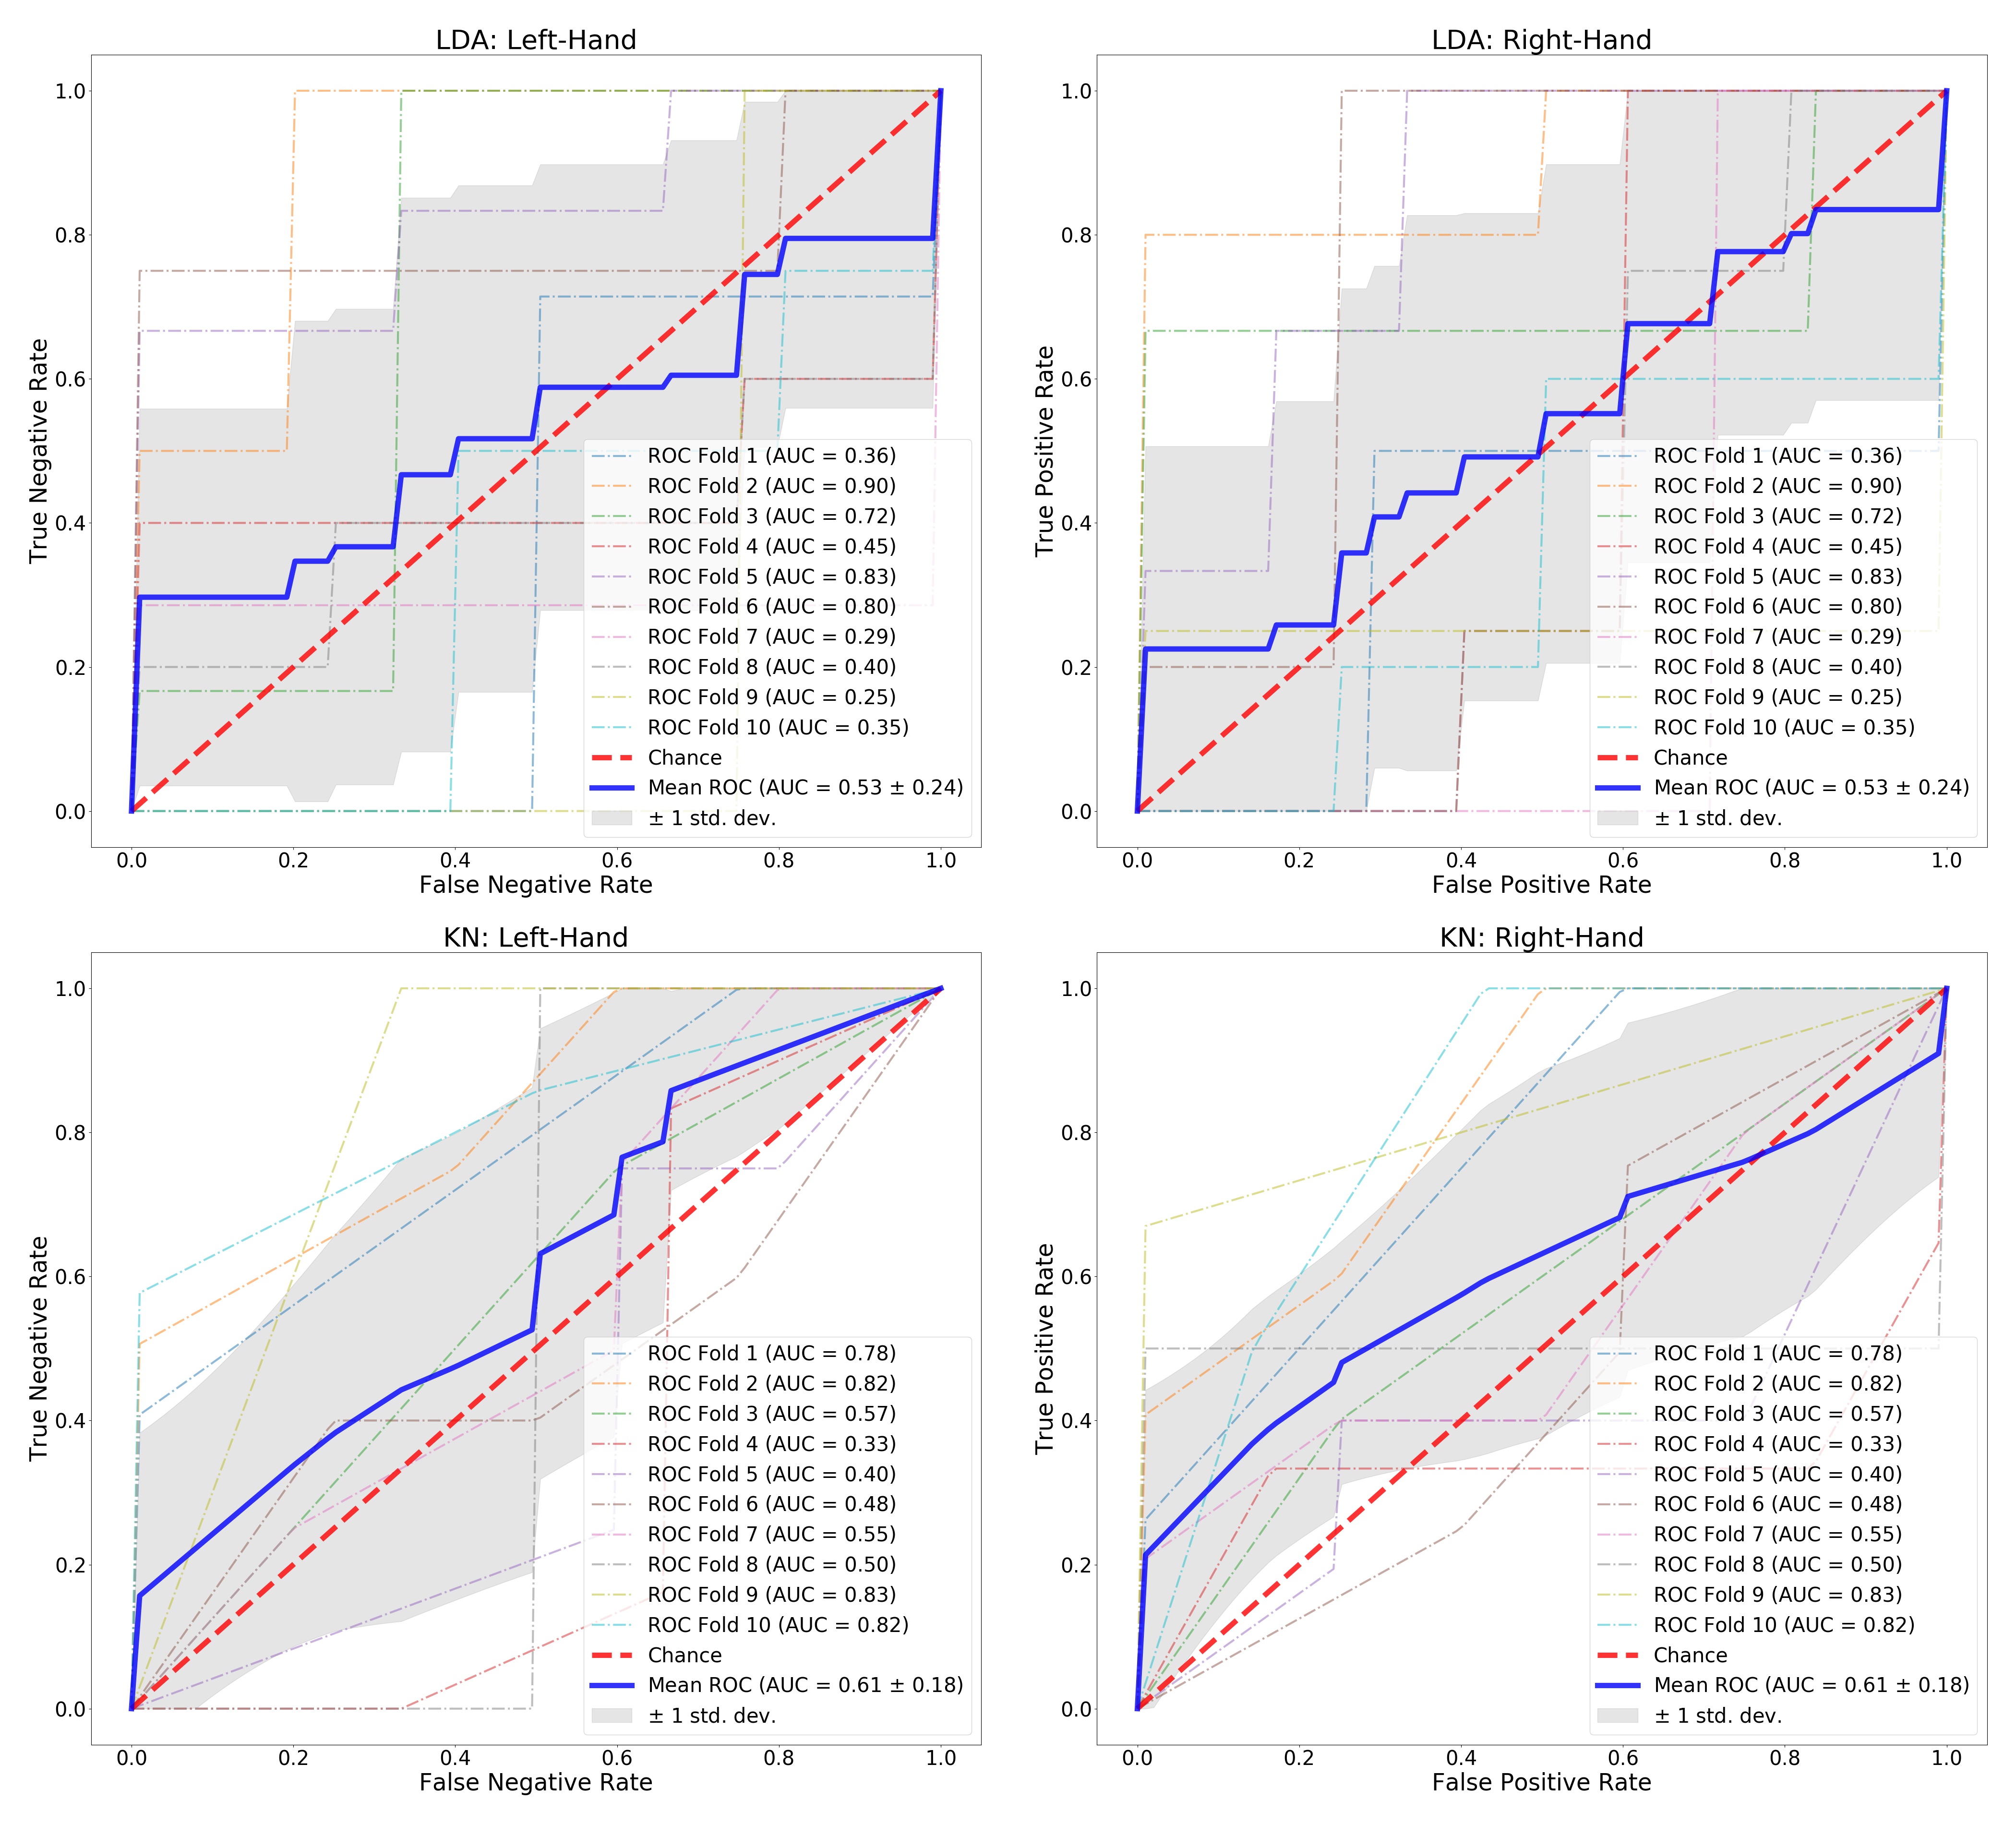 LDA: Left-Hand
True Negative Rate
1.0
0.8
0.6
0.4
0.2
0.0
ROC Fold 1 (AUC = 0.36)
ROC Fold 2 (AUC = 0.90)
ROC Fold 3 (AUC = 0.72)
ROC Fold 4 (AUC = 0.45)
ROC Fold 5 (AUC = 0.83)
ROC Fold 6 (AUC = 0.80)
ROC Fold 7 (AUC = 0.29)
ROC Fold 8 (AUC = 0.40)
ROC Fold 9 (AUC = 0.25)
ROC Fold 10 (AUC = 0.35)
Chance
Mean ROC (AUC = 0.53 ± 0.24)
± 1 std. dev.
0.0 0.2 0.4 0.6 0.8 1.0
False Negative Rate
LDA: Right-Hand
True Positive Rate
1.0
0.8
0.6
0.4
0.2
0.0
ROC Fold 1 (AUC = 0.36)
ROC Fold 2 (AUC = 0.90)
ROC Fold 3 (AUC = 0.72)
ROC Fold 4 (AUC = 0.45)
ROC Fold 5 (AUC = 0.83)
ROC Fold 6 (AUC = 0.80)
ROC Fold 7 (AUC = 0.29)
ROC Fold 8 (AUC = 0.40)
ROC Fold 9 (AUC = 0.25)
ROC Fold 10 (AUC = 0.35)
Chance
Mean ROC (AUC = 0.53 ± 0.24)
± 1 std. dev.
0.0 0.2 0.4 0.6 0.8 1.0
False Positive Rate
KN: Left-Hand
True Negative Rate
1.0
0.8
0.6
0.4
0.2
0.0
ROC Fold 1 (AUC = 0.78)
ROC Fold 2 (AUC = 0.82)
ROC Fold 3 (AUC = 0.57)
ROC Fold 4 (AUC = 0.33)
ROC Fold 5 (AUC = 0.40)
ROC Fold 6 (AUC = 0.48)
ROC Fold 7 (AUC = 0.55)
ROC Fold 8 (AUC = 0.50)
ROC Fold 9 (AUC = 0.83)
ROC Fold 10 (AUC = 0.82)
Chance
Mean ROC (AUC = 0.61 ± 0.18)
± 1 std. dev.
0.0 0.2 0.4 0.6 0.8 1.0
False Negative Rate
KN: Right-Hand
True Positive Rate
1.0
0.8
0.6
0.4
0.2
0.0
ROC Fold 1 (AUC = 0.78)
ROC Fold 2 (AUC = 0.82)
ROC Fold 3 (AUC = 0.57)
ROC Fold 4 (AUC = 0.33)
ROC Fold 5 (AUC = 0.40)
ROC Fold 6 (AUC = 0.48)
ROC Fold 7 (AUC = 0.55)
ROC Fold 8 (AUC = 0.50)
ROC Fold 9 (AUC = 0.83)
ROC Fold 10 (AUC = 0.82)
Chance
Mean ROC (AUC = 0.61 ± 0.18)
± 1 std. dev.
0.0 0.2 0.4 0.6 0.8 1.0
False Positive Rate